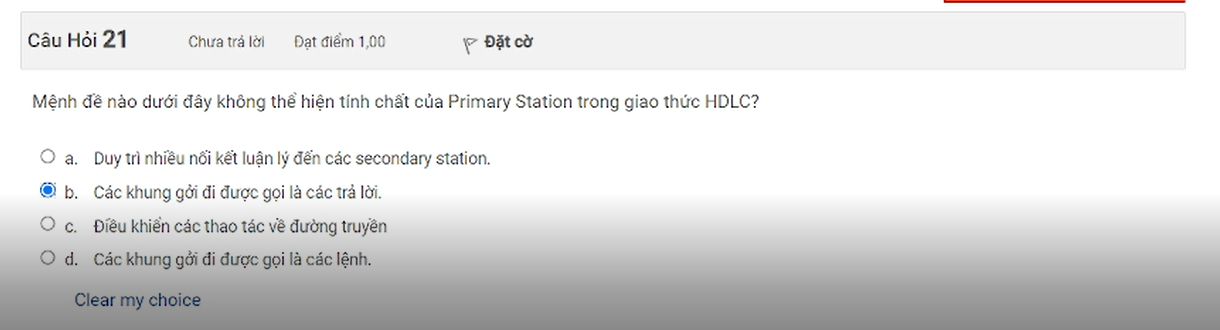 Câu Hỏi 21 Chưa trả lời Đạt điểm 1,00 Đặt cờ
Mệnh đề nào dưới đây không thể hiện tính chất của Primary Station trong giao thức HDLC?
a. Duy trì nhiều nối kết luận lý đến các secondary station.
b. Các khung gởi đi được gọi là các trả lời.
c. Điều khiển các thao tác về đường truyền
d. Các khung gởi đi được gọi là các lệnh.
Clear my choice